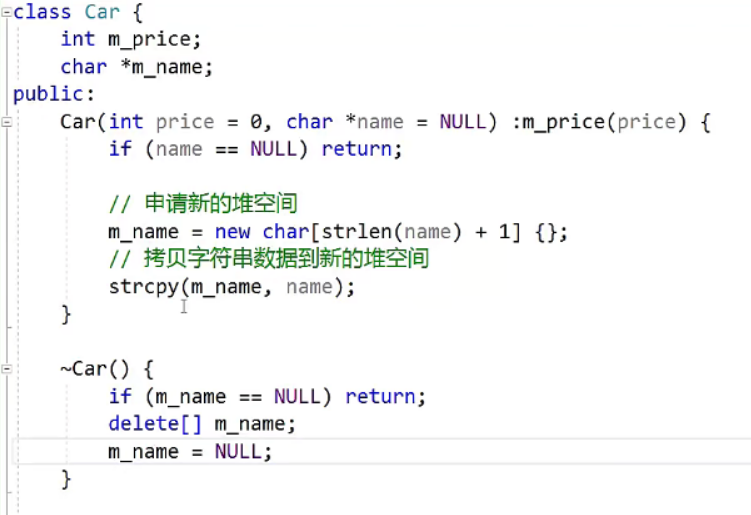 class Car {
    int m_price;
    char *m_name;
public:
    Car(int price = 0, char *name = NULL) :m_price(price) {
        if (name == NULL) return;
        // 申请新的堆空间
        m_name = new char[strlen(name) + 1] {};
        // 拷贝字符串数据到新的堆空间
        strcpy(m_name, name);
    }
    ~Car() {
        if (m_name == NULL) return;
        delete[] m_name;
        m_name = NULL;
    }